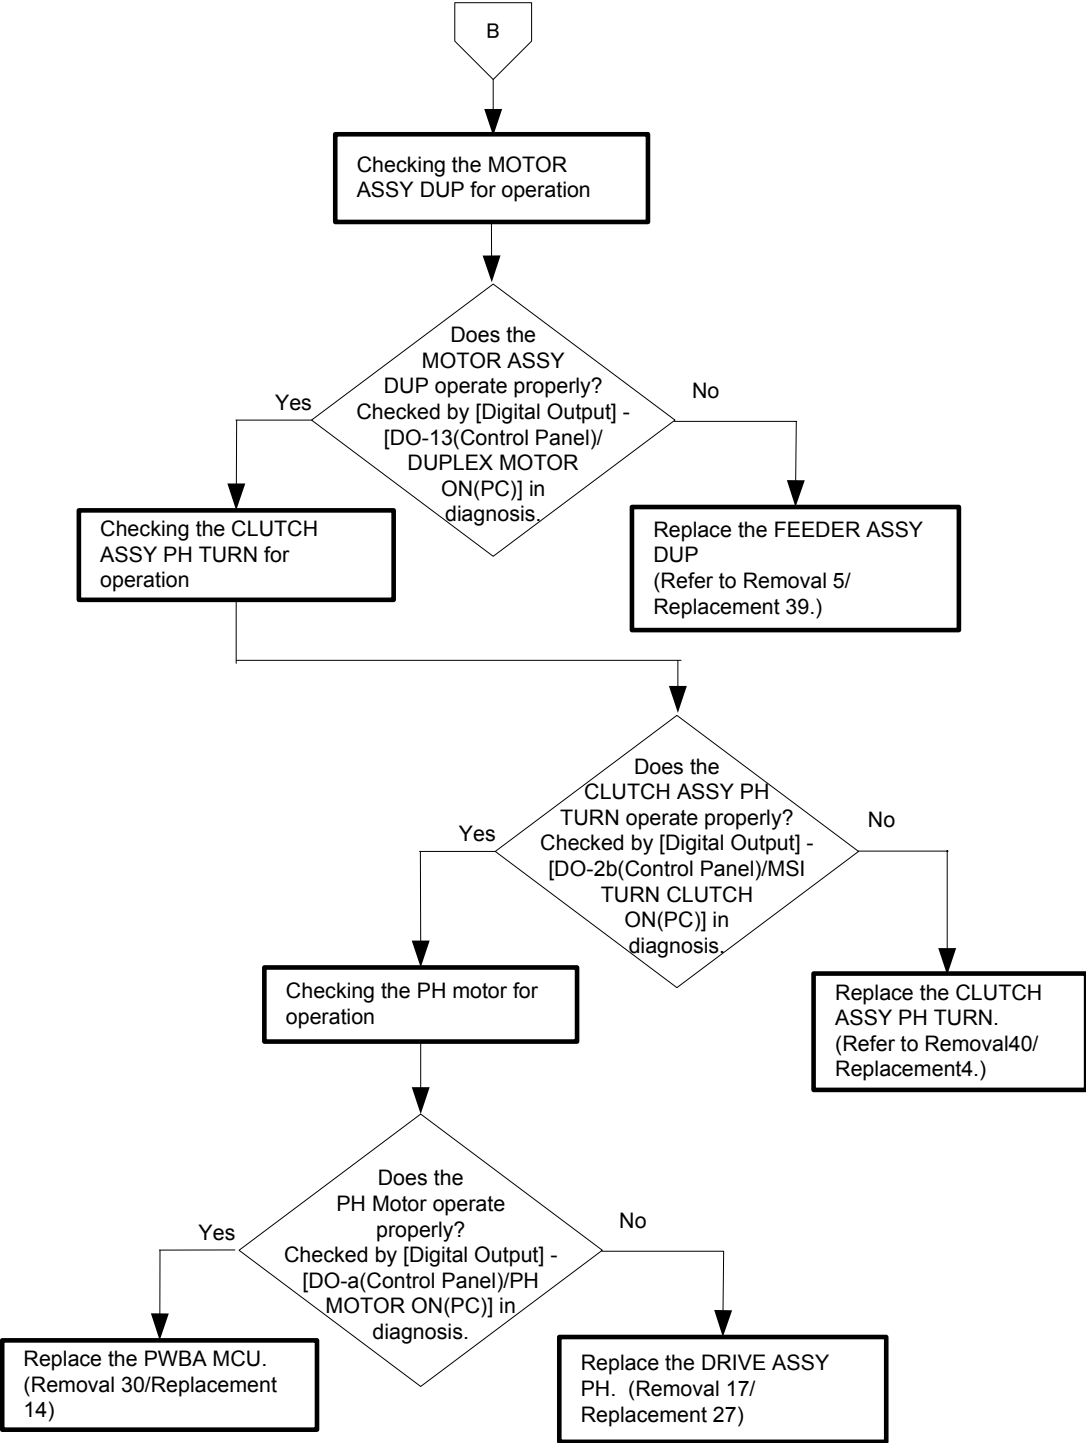 B
Checking the MOTOR
ASSY DUP for operation
Does the
MOTOR ASSY
DUP operate properly?
Checked by [Digital Output] -
[DO-13(Control Panel)/
DUPLEX MOTOR
ON(PC)] in
diagnosis.
Yes
No
Checking the CLUTCH
ASSY PH TURN for
operation
Replace the FEEDER ASSY
DUP
(Refer to Removal 5/
Replacement 39.)
Does the
CLUTCH ASSY PH
TURN operate properly?
Checked by [Digital Output] -
[DO-2b(Control Panel)/MSI
TURN CLUTCH
ON(PC)] in
diagnosis.
Yes
No
Checking the PH motor for
operation
Replace the CLUTCH
ASSY PH TURN.
(Refer to Removal40/
Replacement4.)
Does the
PH Motor operate
properly?
Checked by [Digital Output] -
[DO-a(Control Panel)/PH
MOTOR ON(PC)] in
diagnosis.
Yes
No
Replace the PWBA MCU.
(Removal 30/Replacement
14)
Replace the DRIVE ASSY
PH.  (Removal 17/
Replacement 27)